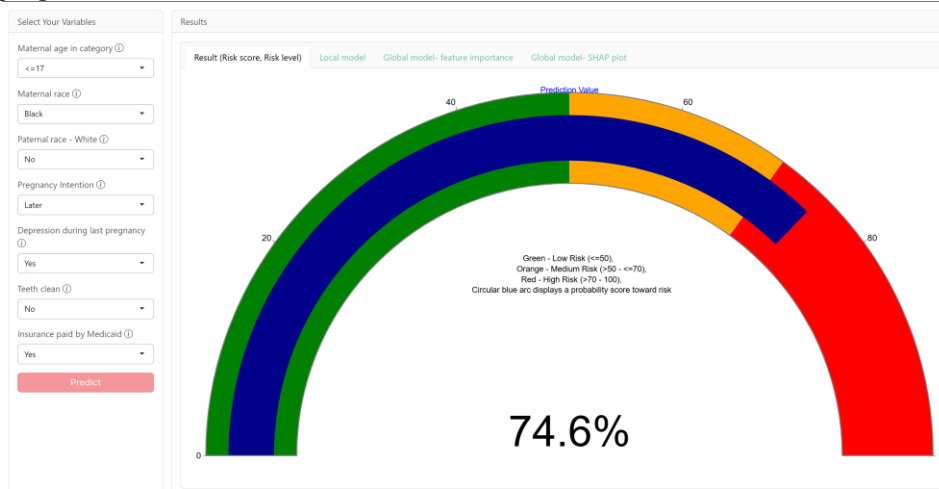 Select Your Variables
Maternal age in category ⓘ
<=17
Maternal race ⓘ
Black
Paternal race - White ⓘ
No
Pregnancy Intention ⓘ
Later
Depression during last pregnancy
ⓘ
Yes
Teeth clean ⓘ
No
Insurance paid by Medicaid ⓘ
Yes
Predict
Results
Result (Risk score, Risk level) Local model Global model- feature importance Global model- SHAP plot
Prediction Value
40 60
20 80
Green - Low Risk (<=50),
Orange - Medium Risk (>50 - <=70),
Red - High Risk (>70 - 100),
Circular blue arc displays a probability score toward risk
74.6%
0